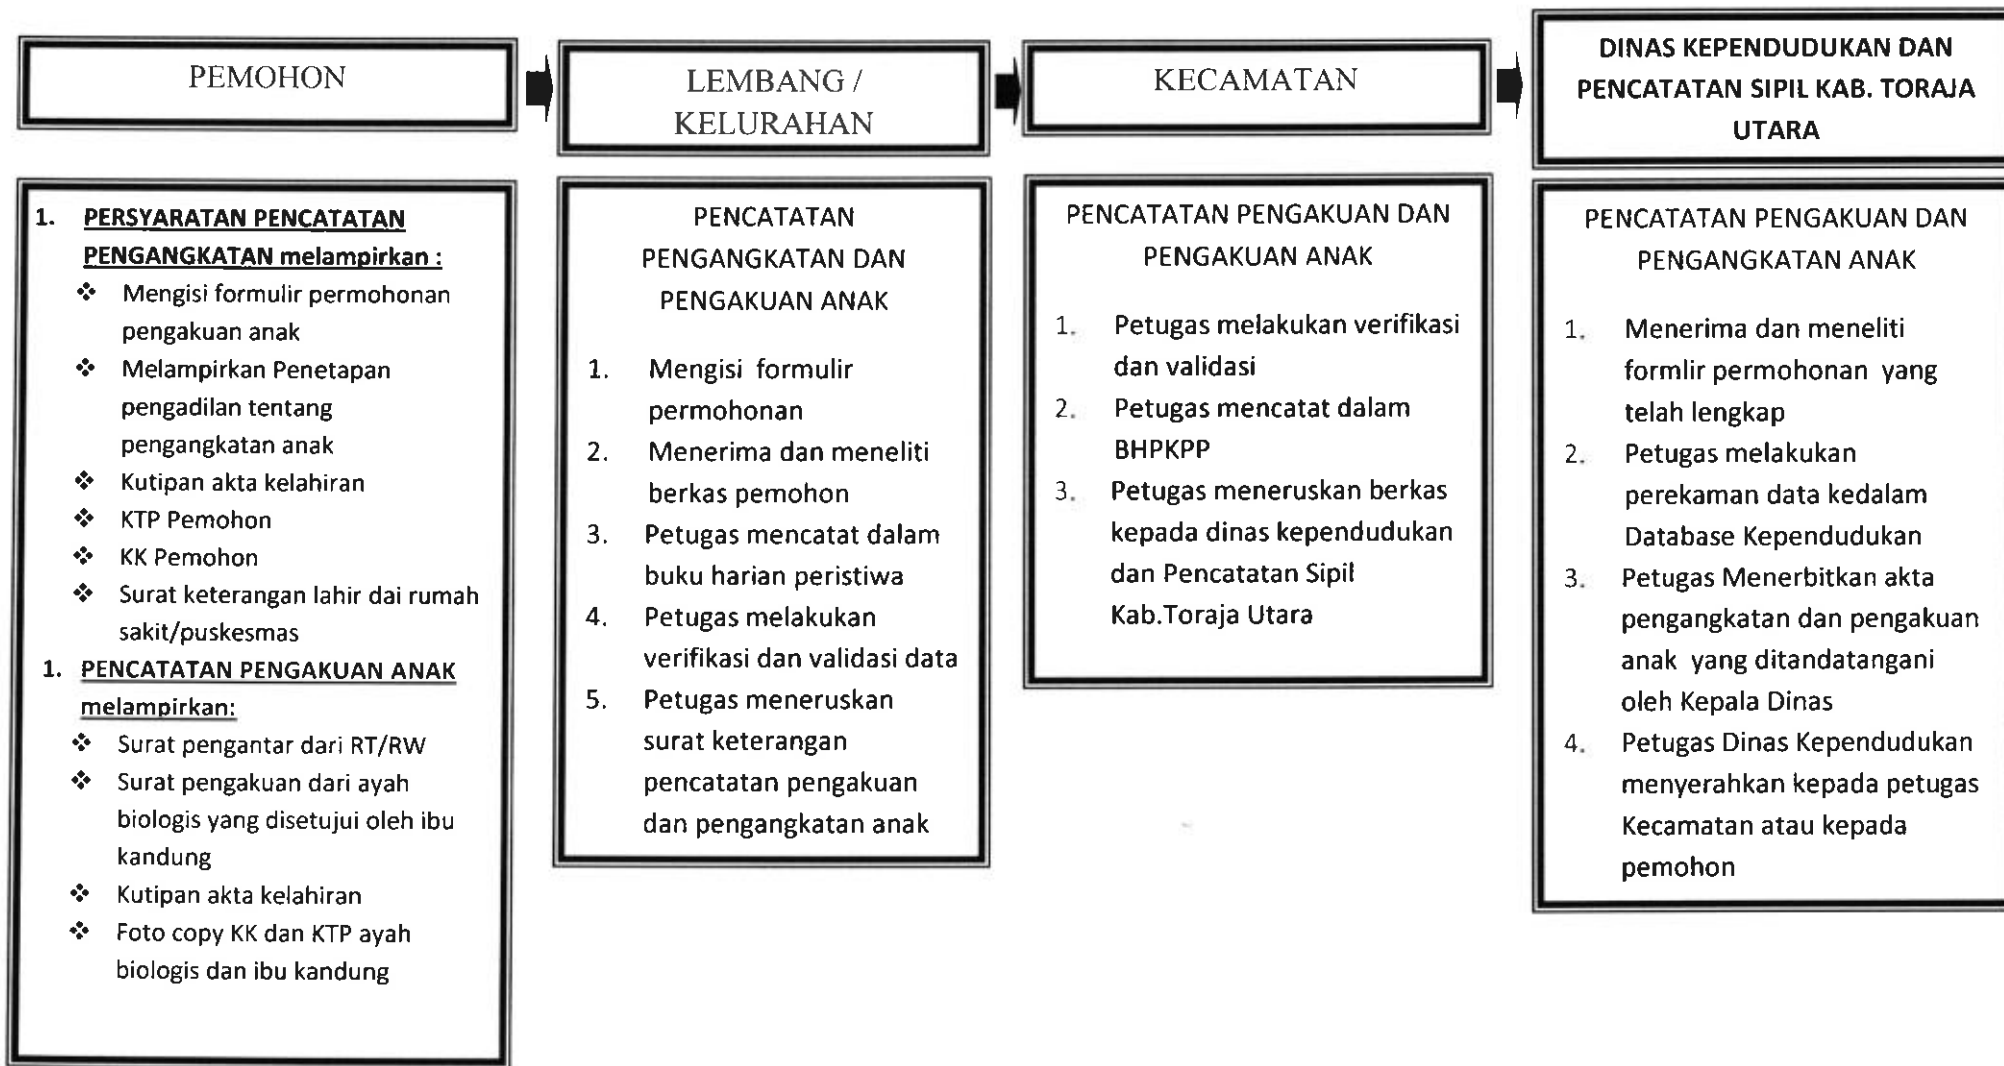 PEMOHON
LEMBANG /
KELURAHAN
KECAMATAN
DINAS KEPENDUDUKAN DAN
PENCATATAN SIPIL KAB. TORAJA
UTARA
1. PERSYARATAN PENCATATAN
PENGANGKATAN melampirkan :
❖ Mengisi formulir permohonan
pengakuan anak
❖ Melampirkan Penetapan
pengadilan tentang
pengangkatan anak
❖ Kutipan akta kelahiran
❖ KTP Pemohon
❖ KK Pemohon
❖ Surat keterangan lahir dai rumah
sakit/puskesmas
1. PENCATATAN PENGAKUAN ANAK
melampirkan:
❖ Surat pengantar dari RT/RW
❖ Surat pengakuan dari ayah
biologis yang disetujui oleh ibu
kandung
❖ Kutipan akta kelahiran
❖ Foto copy KK dan KTP ayah
biologis dan ibu kandung
PENCATATAN
PENGANGKATAN DAN
PENGAKUAN ANAK
1. Mengisi formulir
permohonan
2. Menerima dan meneliti
berkas pemohon
3. Petugas mencatat dalam
buku harian peristiwa
4. Petugas melakukan
verifikasi dan validasi data
5. Petugas meneruskan
surat keterangan
pencatatan pengakuan
dan pengangkatan anak
PENCATATAN PENGAKUAN DAN
PENGAKUAN ANAK
1. Petugas melakukan verifikasi
dan validasi
2. Petugas mencatat dalam
BHPKPP
3. Petugas meneruskan berkas
kepada dinas kependudukan
dan Pencatatan Sipil
Kab.Toraja Utara
PENCATATAN PENGAKUAN DAN
PENGANGKATAN ANAK
1. Menerima dan meneliti
formlir permohonan yang
telah lengkap
2. Petugas melakukan
perekaman data kedalam
Database Kependudukan
3. Petugas Menerbitkan akta
pengangkatan dan pengakuan
anak yang ditandatangani
oleh Kepala Dinas
4. Petugas Dinas Kependudukan
menyerahkan kepada petugas
Kecamatan atau kepada
pemohon